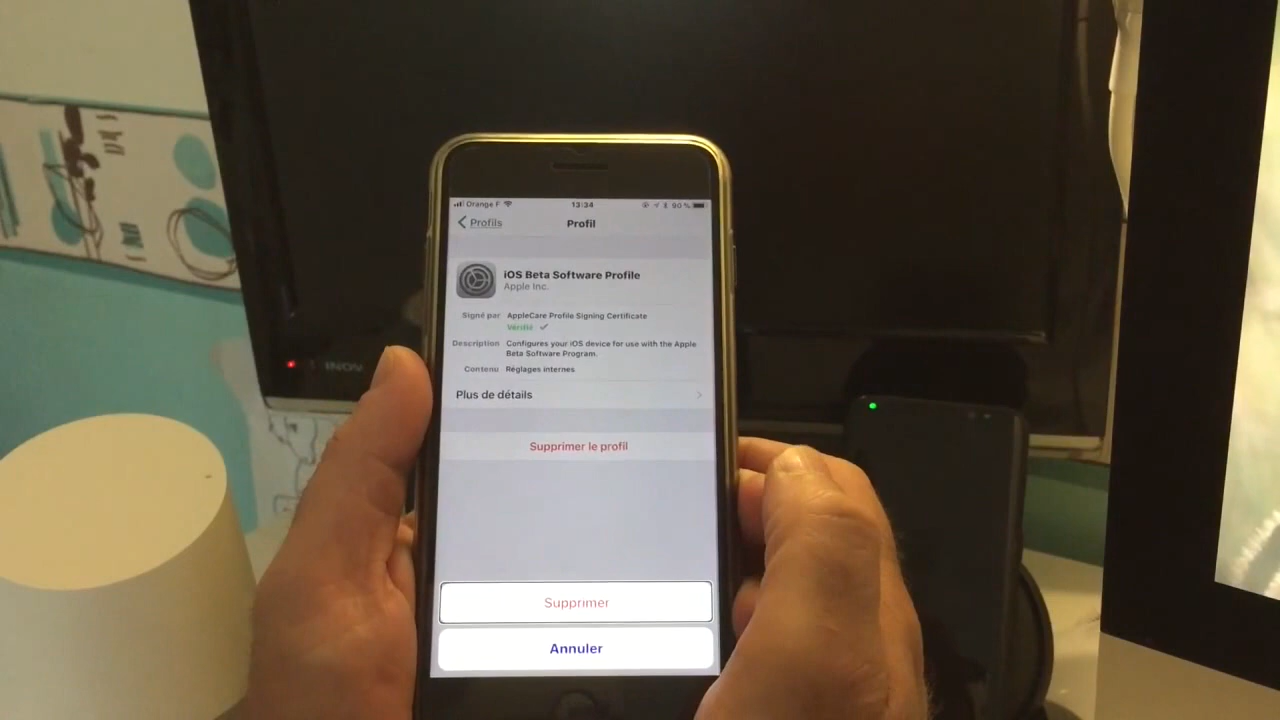 Orange F 13:34 90 %
Profils Profil
iOS Beta Software Profile
Apple Inc.
Signé par AppleCare Profile Signing Certificate
Vérifié
Description Configures your iOS device for use with the Apple
Beta Software Program.
Contenu Réglages internes
Plus de détails
Supprimer le profil
Supprimer
Annuler